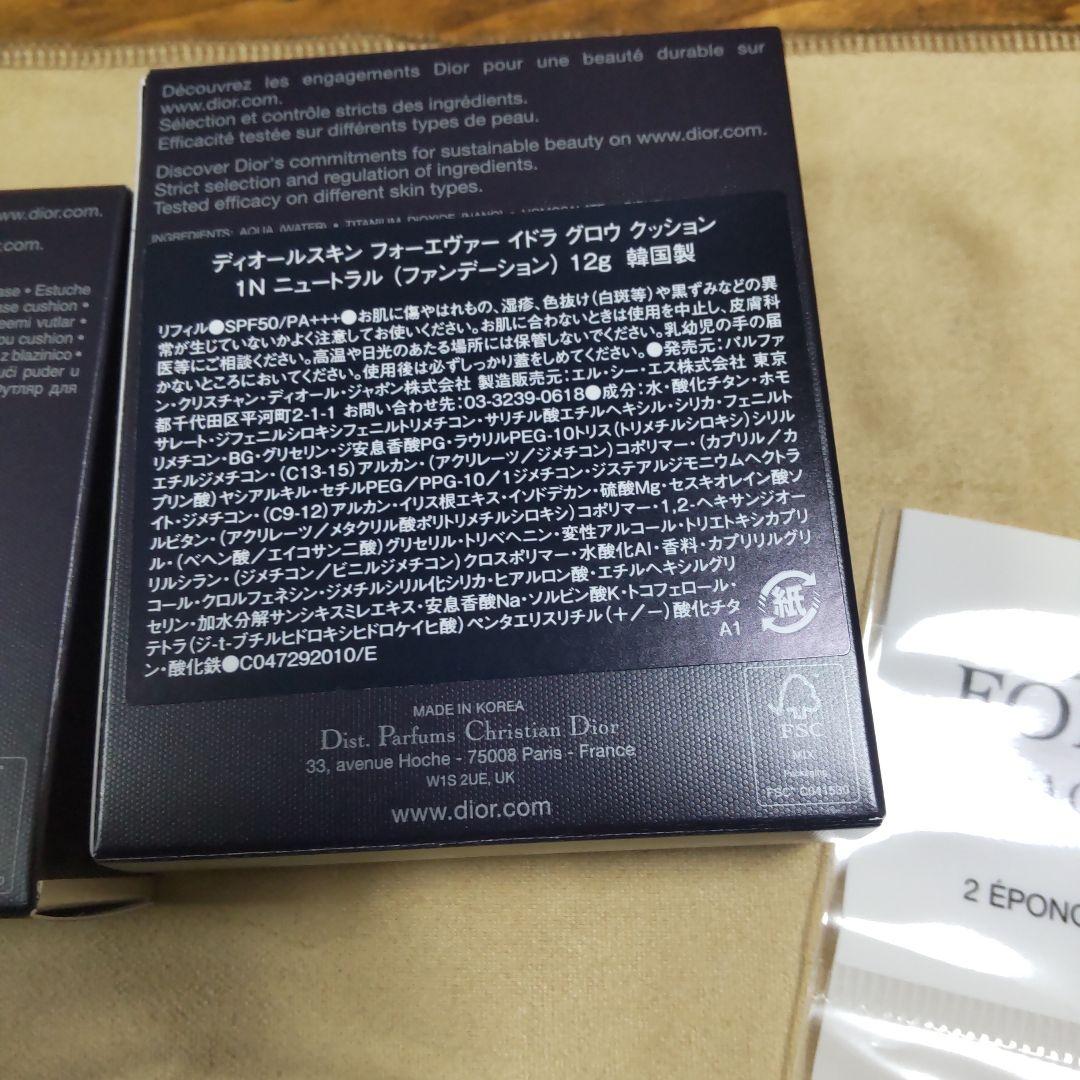 Découvrez les engagements Dior pour une beauté durable sur
www.dior.com.
Sélection et contrôle stricts des ingrédients.
Efficacité testée sur différents types de peau.
Discover Dior's commitments for sustainable beauty on www.dior.com.
Strict selection and regulation of ingredients.
Tested efficacy on different skin types.
INGREDIENTS: AQUA (WATER) • TITANIUM DIOXIDE [NANO] •
ディオールスキン フォーエヴァー イドラ グロウ クッション
1N ニュートラル (ファンデーション) 12g 韓国製
リフィル●SPF50/PA+++●お肌に傷やはれもの、湿疹、色抜け(白斑等)や黒ずみなどの異
常が生じていないかよく注意してお使いください。お肌に合わないときは使用を中止し、皮膚科
医等にご相談ください。高温や日光のあたる場所には保管しないでください。乳幼児の手の届
かないところにおいてください。使用後は必ずしっかり蓋をしめてください。●発売元:パルファ
ン・クリスチャン・ディオール・ジャポン株式会社 製造販売元:エル・シー・エス株式会社 東京
都千代田区平河町2-1-1 お問い合わせ先:03-3239-0618●成分:水・酸化チタン・ホモ
サレート・ジフェニルシロキシフェニルトリメチコン・サリチル酸エチルヘキシル・シリカ・フェニルト
リメチコン・BG・グリセリン・ジ安息香酸PG・ラウリルPEG-10トリス(トリメチルシロキシ)シリル
エチルジメチコン・(C13-15)アルカン・(アクリレーツ/ジメチコン)コポリマー・(カプリル/カ
プリン酸)ヤシアルキル・セチルPEG/PPG-10/1ジメチコン・ジステアルジモニウムヘクトラ
イト・ジメチコン・(C9-12)アルカン・イリス根エキス・イソドデカン・硫酸Mg・セスキオレイン酸ソ
ルビタン・(アクリレーツ/メタクリル酸ポリトリメチルシロキシ)コポリマー・1,2-ヘキサンジオー
ル・(ベヘン酸/エイコサン二酸)グリセリル・トリベヘニン・変性アルコール・トリエトキシカプリ
リルシラン・(ジメチコン/ビニルジメチコン)クロスポリマー・水酸化Al・香料・カプリリルグリ
コール・クロルフェネシン・ジメチルシリル化シリカ・ヒアルロン酸・エチルヘキシルグリ
セリン・加水分解サンシキスミレエキス・安息香酸Na・ソルビン酸K・トコフェロール・
テトラ(ジ-t-ブチルヒドロキシヒドロケイヒ酸)ペンタエリスリチル(+/-)酸化チタ
ン・酸化鉄●C047292010/E
紙
A1
MADE IN KOREA
Dist. Parfums Christian Dior
33, avenue Hoche - 75008 Paris - France
W1S 2UE, UK
www.dior.com
FSC
MIX
Packaging
FSC® C041530
www.dior.com.
.com.
ase • Estuche
se cushion •
eemi vutlar •
ou cushion •
z blazinico •
ući puder u
Футляр для
2 ÉPONG